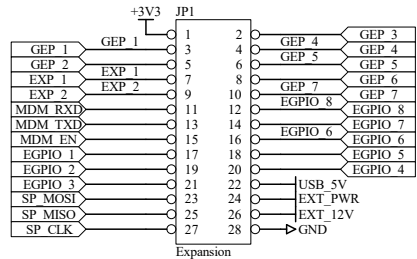 +3V3 JP1
1 2 GEP_3
GEP_1 GEP_1 3 4 GEP_4 GEP_4
GEP_2 5 6 GEP_5 GEP_5
EXP_1 EXP_1 7 8 GEP_6
EXP_2 EXP_2 9 10 GEP_7 GEP_7
MDM_RXD 11 12 EGPIO_8 EGPIO_8
MDM_TXD 13 14 EGPIO_7
MDM_EN 15 16 EGPIO_6 EGPIO_6
EGPIO_1 17 18 EGPIO_5
EGPIO_2 19 20 EGPIO_4
EGPIO_3 21 22 USB_5V
SP_MOSI 23 24 EXT_PWR
SP_MISO 25 26 EXT_12V
SP_CLK 27 28 GND
Expansion